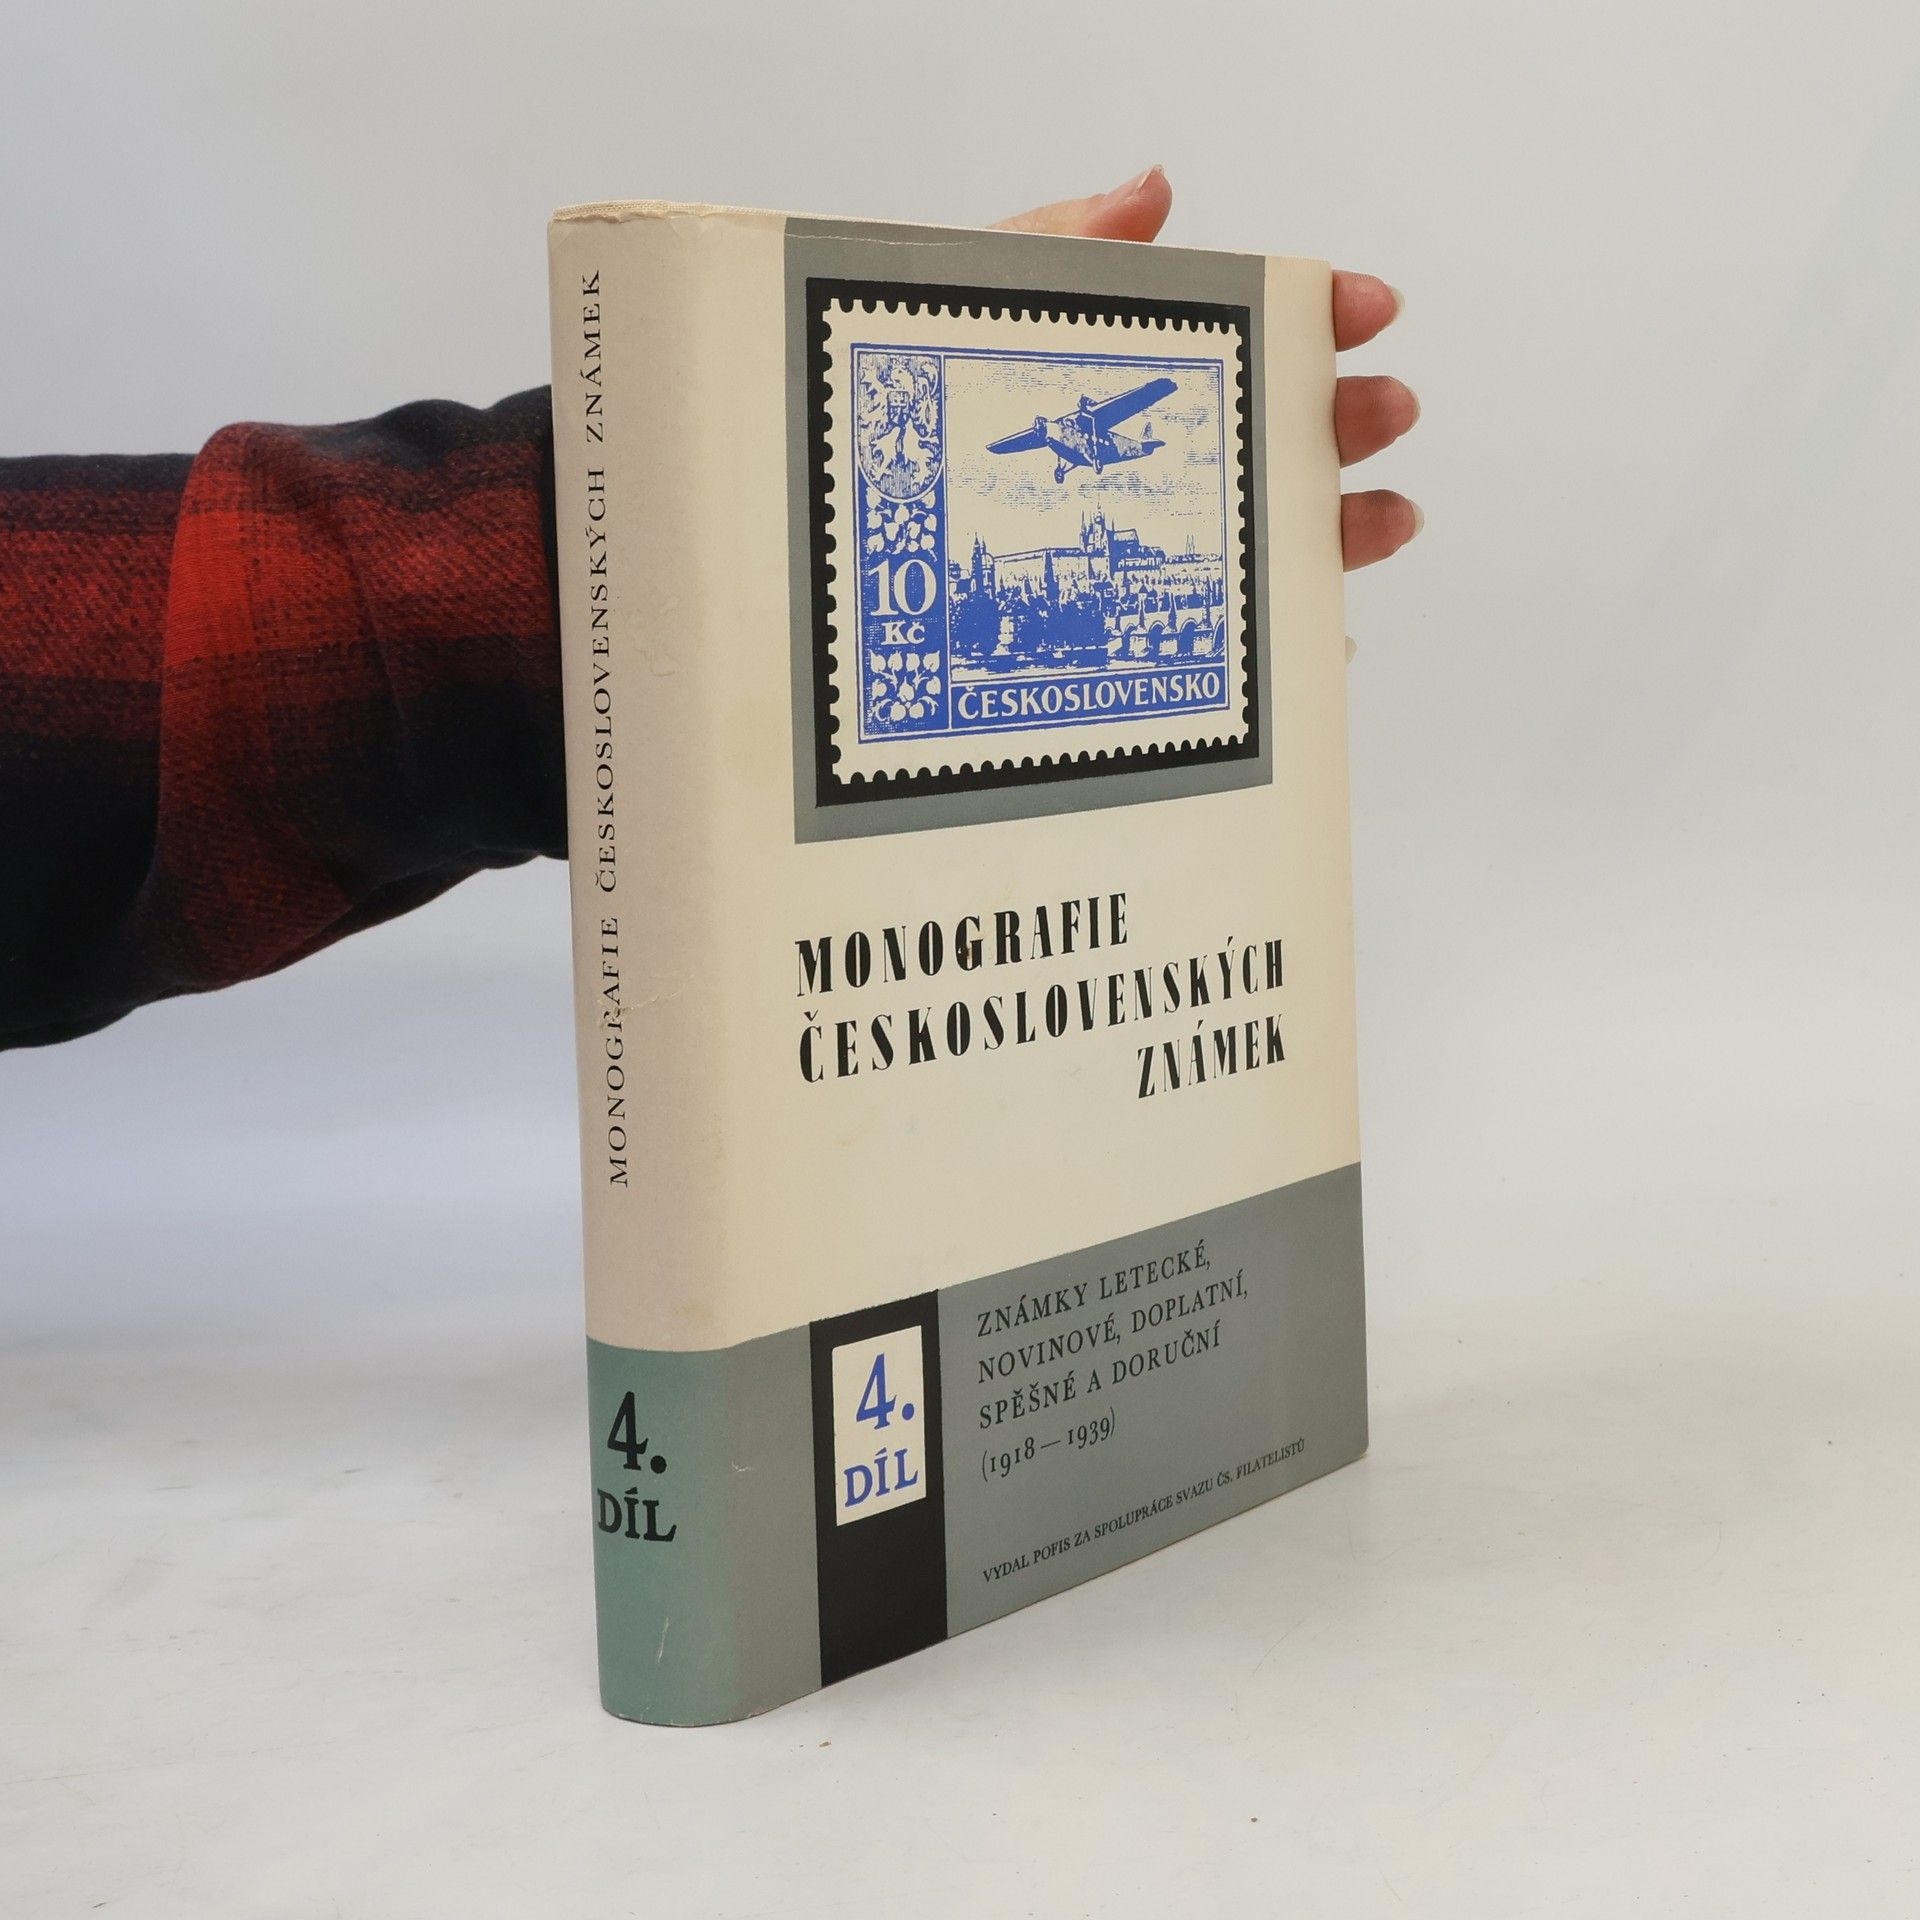 MONOGRAFIE ČESKOSLOVENSKÝCH ZNÁMEK
4.
DÍL
10
Kč
ČESKOSLOVENSKO
MONOGRAFIE
ČESKOSLOVENSKÝCH
ZNÁMEK
4.
DÍL
ZNÁMKY LETECKÉ,
NOVINOVÉ, DOPLATNÍ,
SPĚŠNÉ A DORUČNÍ
(1918—1939)
VYDAL POFIS ZA SPOLUPRÁCE SVAZU ČS. FILATELISTŮ